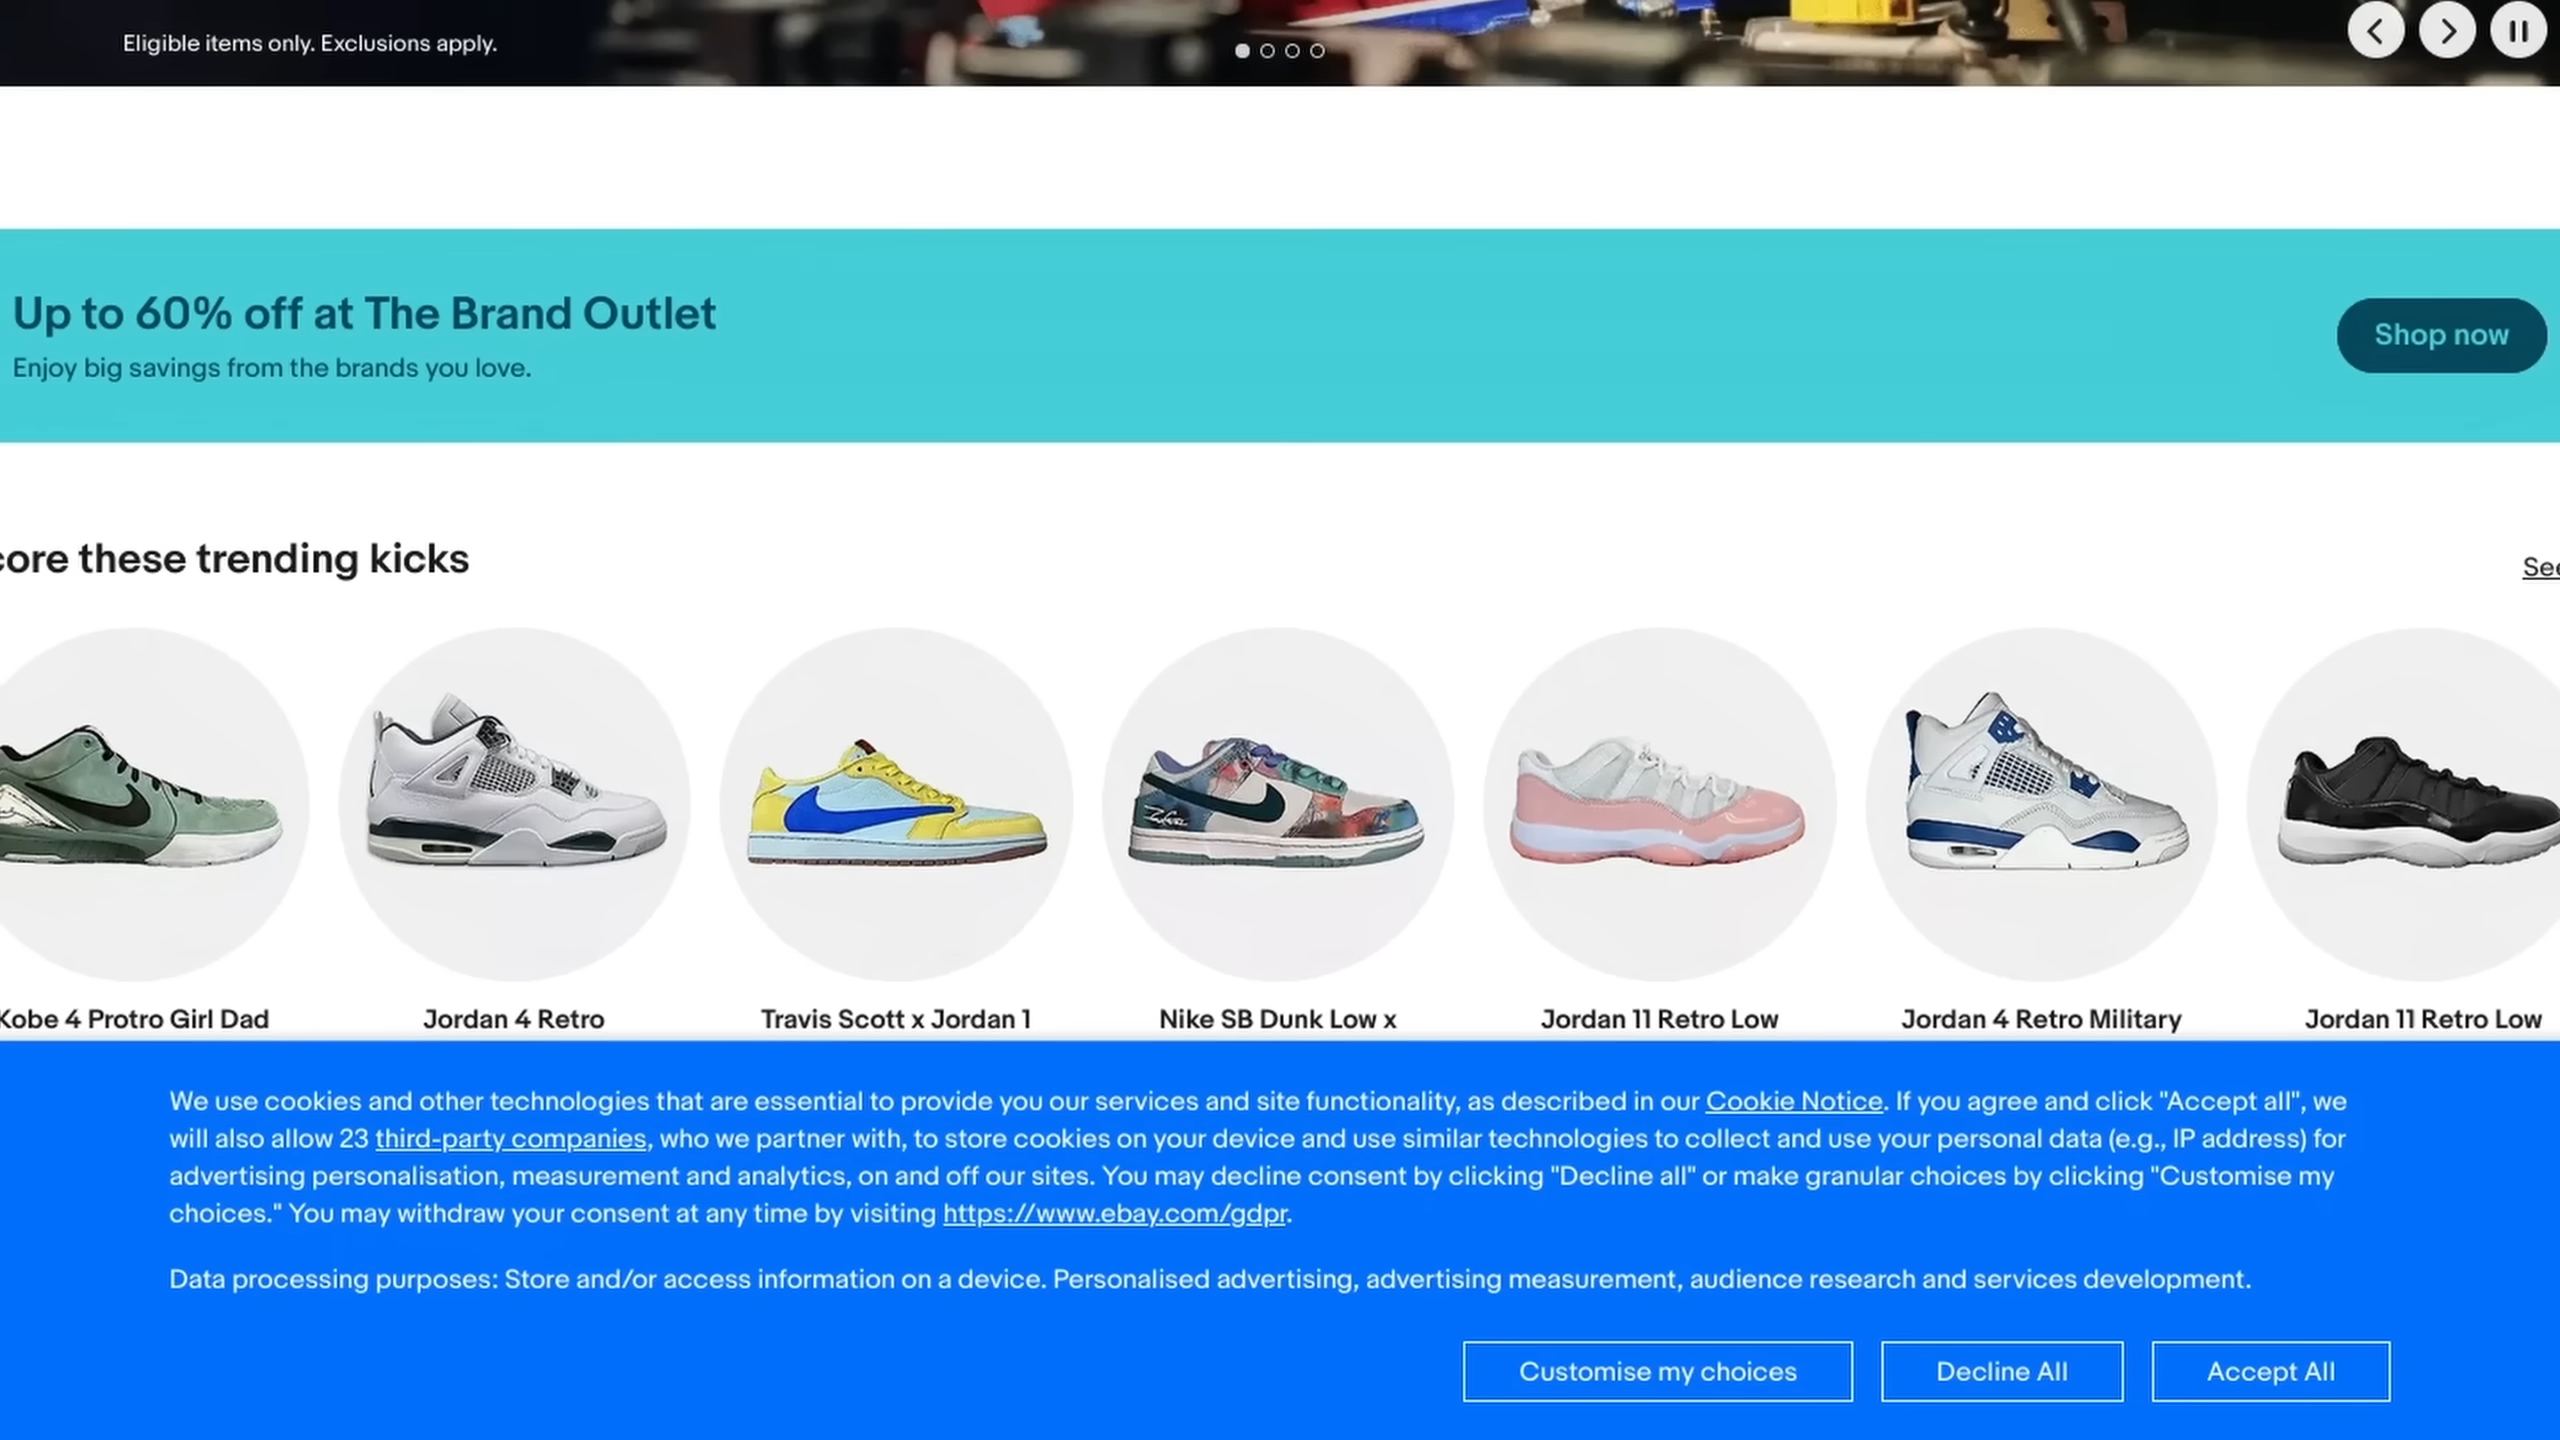 Eligible items only. Exclusions apply.
Up to 60% off at The Brand Outlet
Enjoy big savings from the brands you love.
Shop now
core these trending kicks
See
Kobe 4 Protro Girl Dad
Jordan 4 Retro
Travis Scott x Jordan 1
Nike SB Dunk Low x
Jordan 11 Retro Low
Jordan 4 Retro Military
Jordan 11 Retro Low
We use cookies and other technologies that are essential to provide you our services and site functionality, as described in our Cookie Notice. If you agree and click "Accept all", we
will also allow 23 third-party companies, who we partner with, to store cookies on your device and use similar technologies to collect and use your personal data (e.g., IP address) for
advertising personalisation, measurement and analytics, on and off our sites. You may decline consent by clicking "Decline all" or make granular choices by clicking "Customise my
choices." You may withdraw your consent at any time by visiting https://www.ebay.com/gdpr.
Data processing purposes: Store and/or access information on a device. Personalised advertising, advertising measurement, audience research and services development.
Customise my choices
Decline All
Accept All